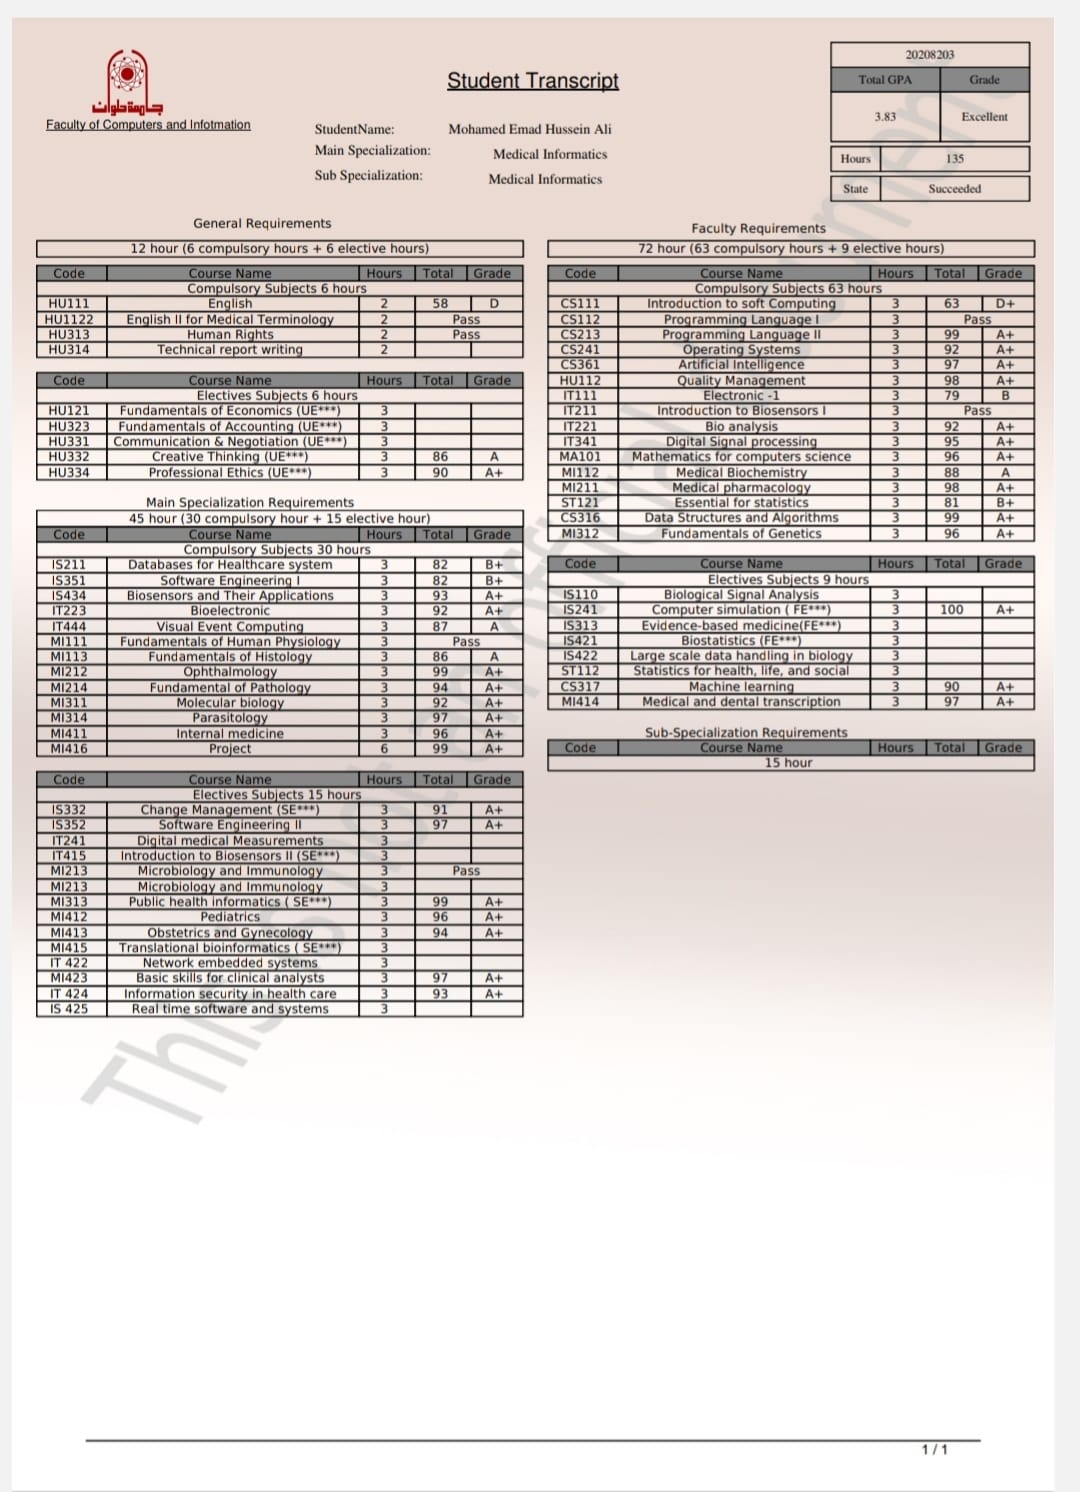 جامعة حلوان
Faculty of Computers and Infotmation
Student Transcript
StudentName: Mohamed Emad Hussein Ali
Main Specialization: Medical Informatics
Sub Specialization: Medical Informatics
20208203
Total GPA Grade
3.83 Excellent
Hours 135
State Succeeded
General Requirements
12 hour (6 compulsory hours + 6 elective hours)
Code Course Name Hours Total Grade
Compulsory Subjects 6 hours
HU111 English 2 58 D
HU1122 English II for Medical Terminology 2 Pass
HU313 Human Rights 2 Pass
HU314 Technical report writing 2
Code Course Name Hours Total Grade
Electives Subjects 6 hours
HU121 Fundamentals of Economics (UE***) 3
HU323 Fundamentals of Accounting (UE***) 3
HU331 Communication & Negotiation (UE***) 3
HU332 Creative Thinking (UE***) 3 86 A
HU334 Professional Ethics (UE***) 3 90 A+
Main Specialization Requirements
45 hour (30 compulsory hour + 15 elective hour)
Code Course Name Hours Total Grade
Compulsory Subjects 30 hours
IS211 Databases for Healthcare system 3 82 B+
IS351 Software Engineering I 3 82 B+
IS434 Biosensors and Their Applications 3 93 A+
IT223 Bioelectronic 3 92 A+
IT444 Visual Event Computing 3 87 A
MI111 Fundamentals of Human Physiology 3 Pass
MI113 Fundamentals of Histology 3 86 A
MI212 Ophthalmology 3 99 A+
MI214 Fundamental of Pathology 3 94 A+
MI311 Molecular biology 3 92 A+
MI314 Parasitology 3 97 A+
MI411 Internal medicine 3 96 A+
MI416 Project 6 99 A+
Code Course Name Hours Total Grade
Electives Subjects 15 hours
IS332 Change Management (SE***) 3 91 A+
IS352 Software Engineering II 3 97 A+
IT241 Digital medical Measurements 3
IT415 Introduction to Biosensors II (SE***) 3
MI213 Microbiology and Immunology 3 Pass
MI213 Microbiology and Immunology 3
MI313 Public health informatics ( SE***) 3 99 A+
MI412 Pediatrics 3 96 A+
MI413 Obstetrics and Gynecology 3 94 A+
MI415 Translational bioinformatics ( SE***) 3
IT 422 Network embedded systems 3
MI423 Basic skills for clinical analysts 3 97 A+
IT 424 Information security in health care 3 93 A+
IS 425 Real time software and systems 3
Faculty Requirements
72 hour (63 compulsory hours + 9 elective hours)
Code Course Name Hours Total Grade
Compulsory Subjects 63 hours
CS111 Introduction to soft Computing 3 63 D+
CS112 Programming Language I 3 Pass
CS213 Programming Language II 3 99 A+
CS241 Operating Systems 3 92 A+
CS361 Artificial Intelligence 3 97 A+
HU112 Quality Management 3 98 A+
IT111 Electronic -1 3 79 B
IT211 Introduction to Biosensors I 3 Pass
IT221 Bio analysis 3 92 A+
IT341 Digital Signal processing 3 95 A+
MA101 Mathematics for computers science 3 96 A+
MI112 Medical Biochemistry 3 88 A
MI211 Medical pharmacology 3 98 A+
ST121 Essential for statistics 3 81 B+
CS316 Data Structures and Algorithms 3 99 A+
MI312 Fundamentals of Genetics 3 96 A+
Code Course Name Hours Total Grade
Electives Subjects 9 hours
IS110 Biological Signal Analysis 3
IS241 Computer simulation ( FE***) 3 100 A+
IS313 Evidence-based medicine(FE***) 3
IS421 Biostatistics (FE***) 3
IS422 Large scale data handling in biology 3
ST112 Statistics for health, life, and social 3
CS317 Machine learning 3 90 A+
MI414 Medical and dental transcription 3 97 A+
Sub-Specialization Requirements
Code Course Name Hours Total Grade
15 hour
This is not an official document
1 / 1